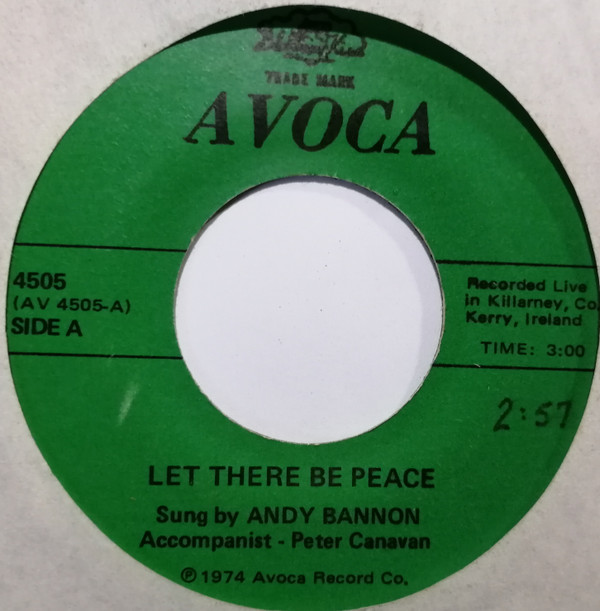 TRADE MARK
AVOCA
4505
(AV 4505-A)
SIDE A
Recorded Live
in Killarney, Co.
Kerry, Ireland
TIME: 3:00
2:57
LET THERE BE PEACE
Sung by ANDY BANNON
Accompanist - Peter Canavan
℗ 1974 Avoca Record Co.